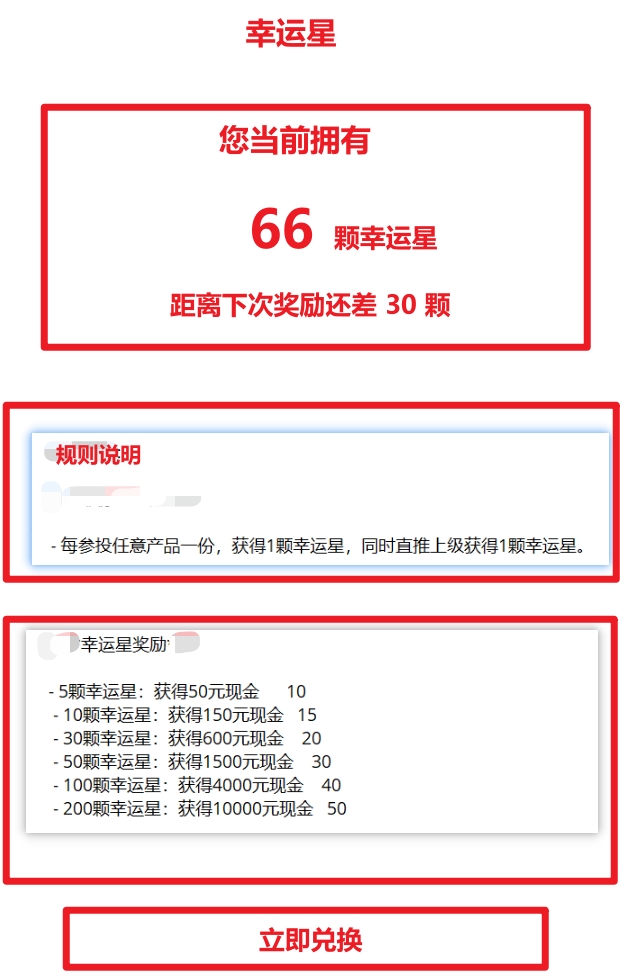 幸运星
您当前拥有
66 颗幸运星
距离下次奖励还差 30 颗
规则说明
- 每参投任意产品一份，获得1颗幸运星，同时直推上级获得1颗幸运星。
幸运星奖励
- 5颗幸运星：获得50元现金 10
- 10颗幸运星：获得150元现金 15
- 30颗幸运星：获得600元现金 20
- 50颗幸运星：获得1500元现金 30
- 100颗幸运星：获得4000元现金 40
- 200颗幸运星：获得10000元现金 50
立即兑换